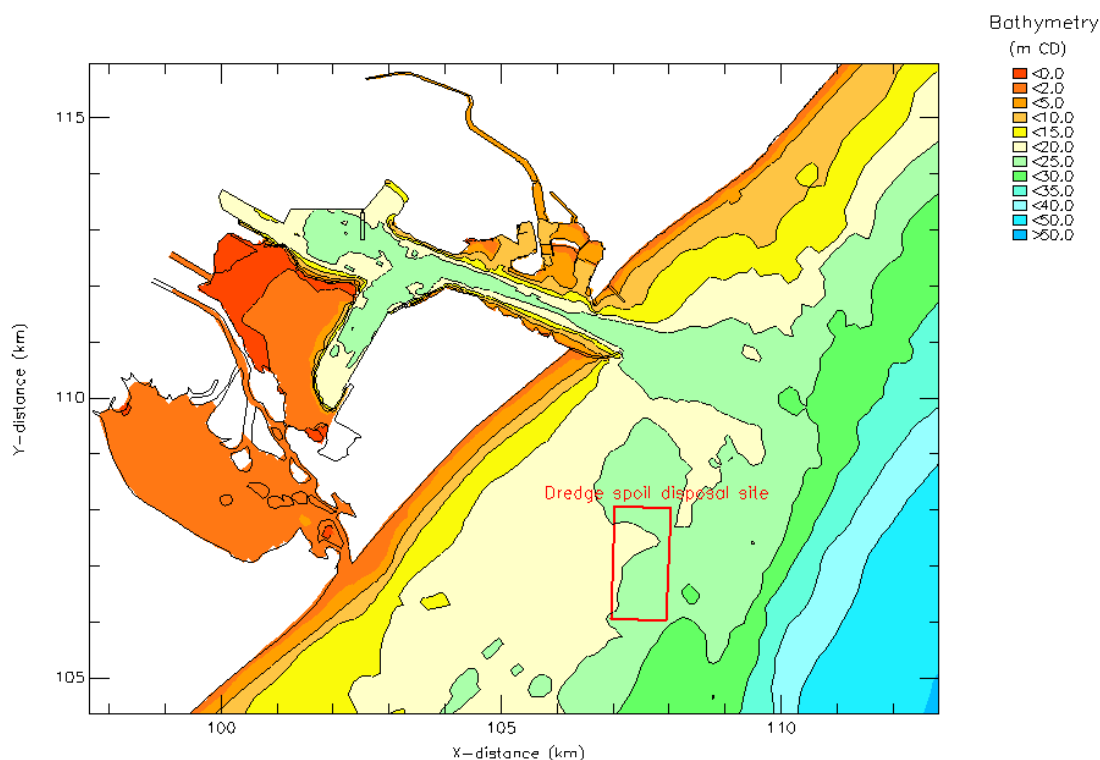 Bathymetry
(m CD)
<0.0
<2.0
<5.0
<10.0
<15.0
<20.0
<25.0
<30.0
<35.0
<40.0
<50.0
>50.0
115
110
105
Y-distance (km)
Dredge spoil disposal site
100 105 110
X-distance (km)